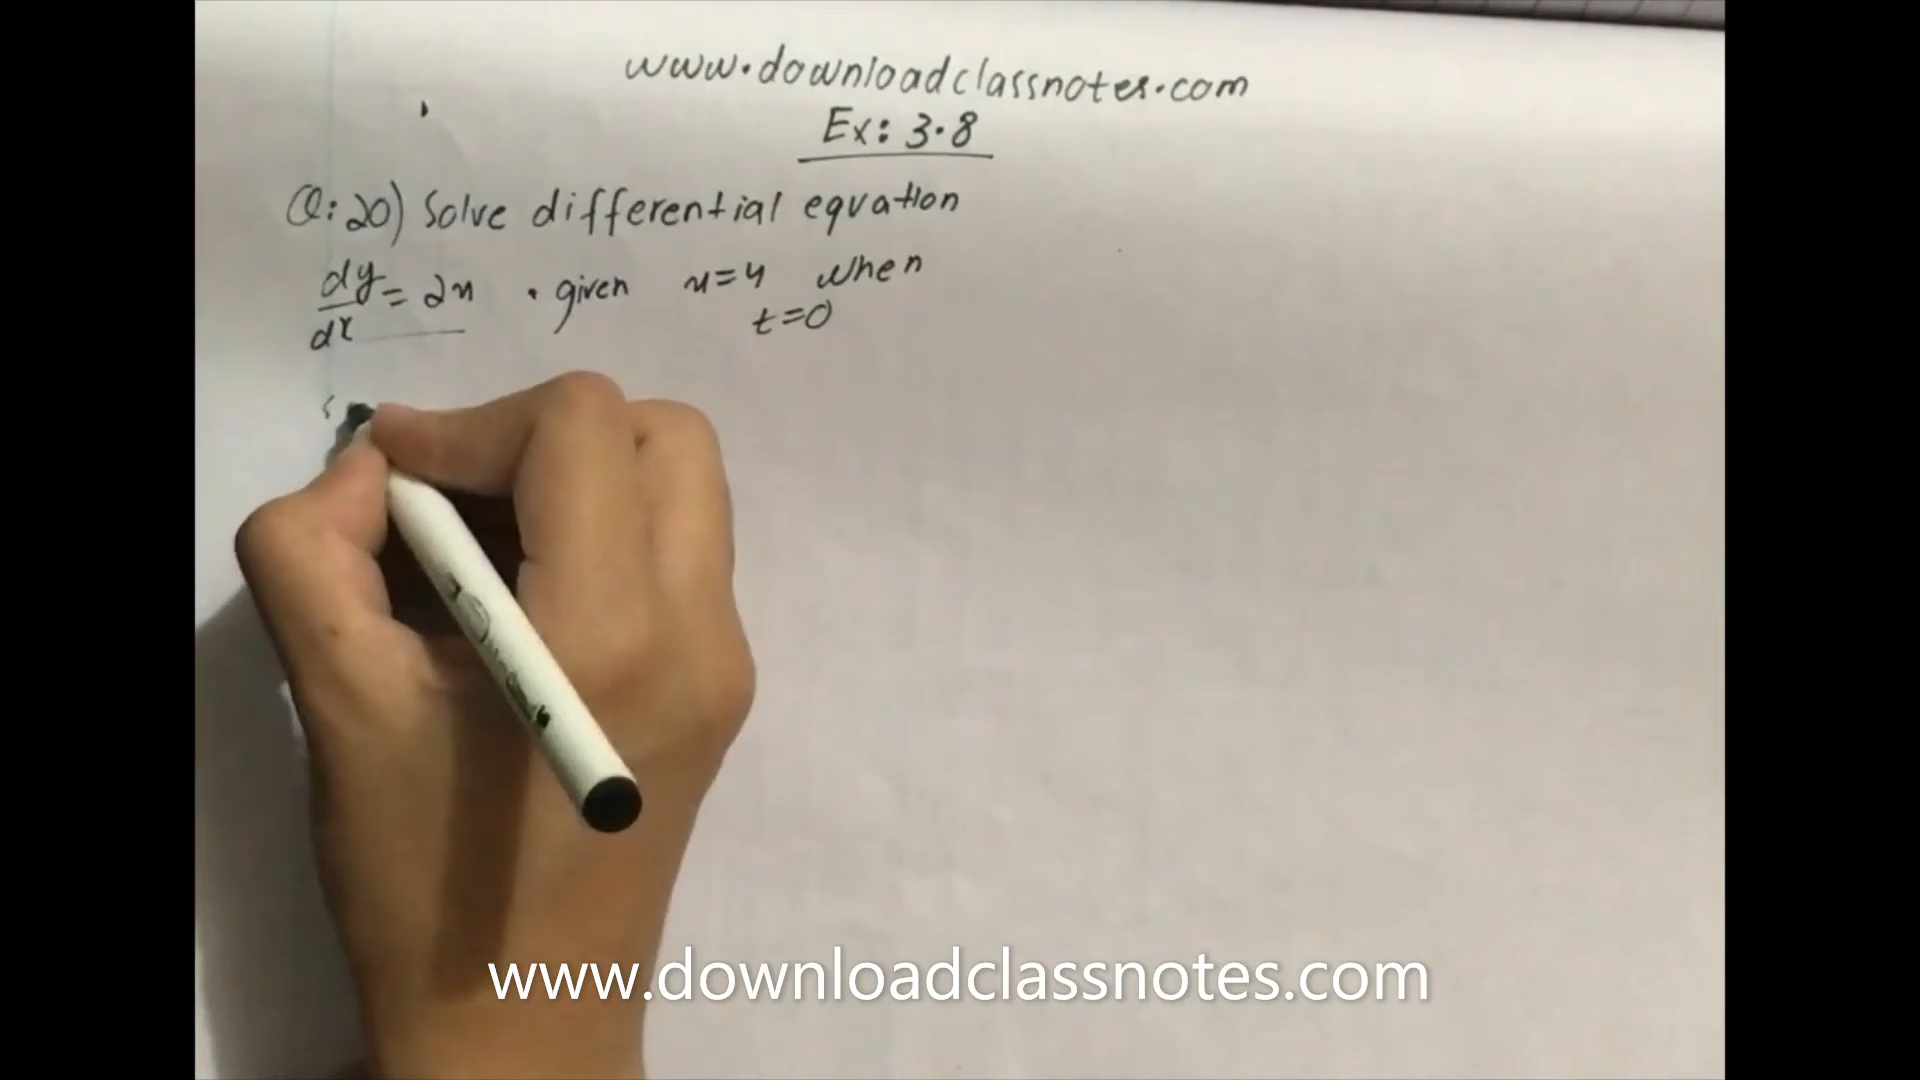 www.downloadclassnotes.com
Ex: 3.8
Q: 20) Solve differential equation
dy/dx = 2x . given x=4 when
t=0
www.downloadclassnotes.com